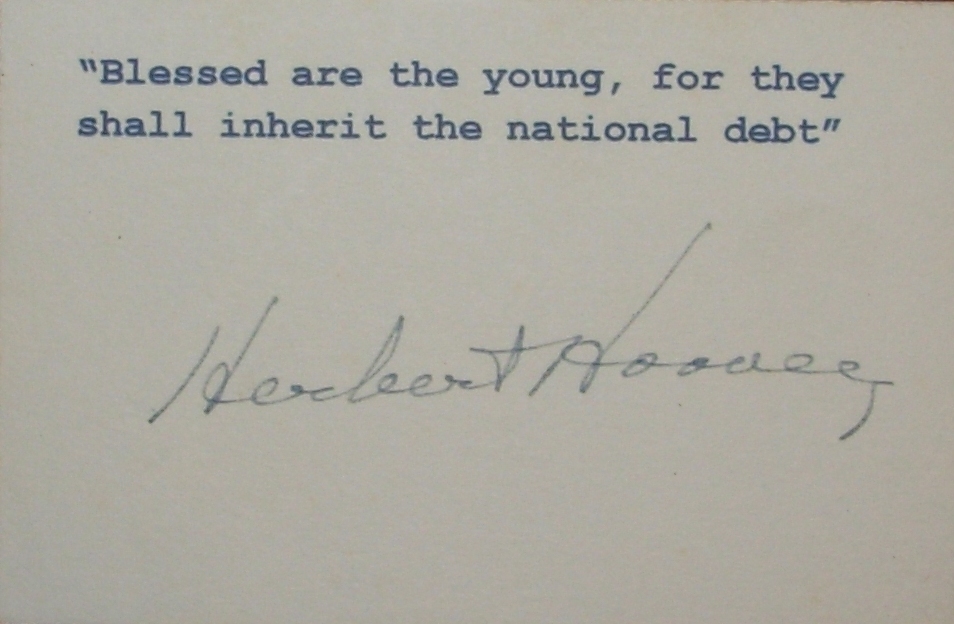 "Blessed are the young, for they
shall inherit the national debt"
Herbert Hoover